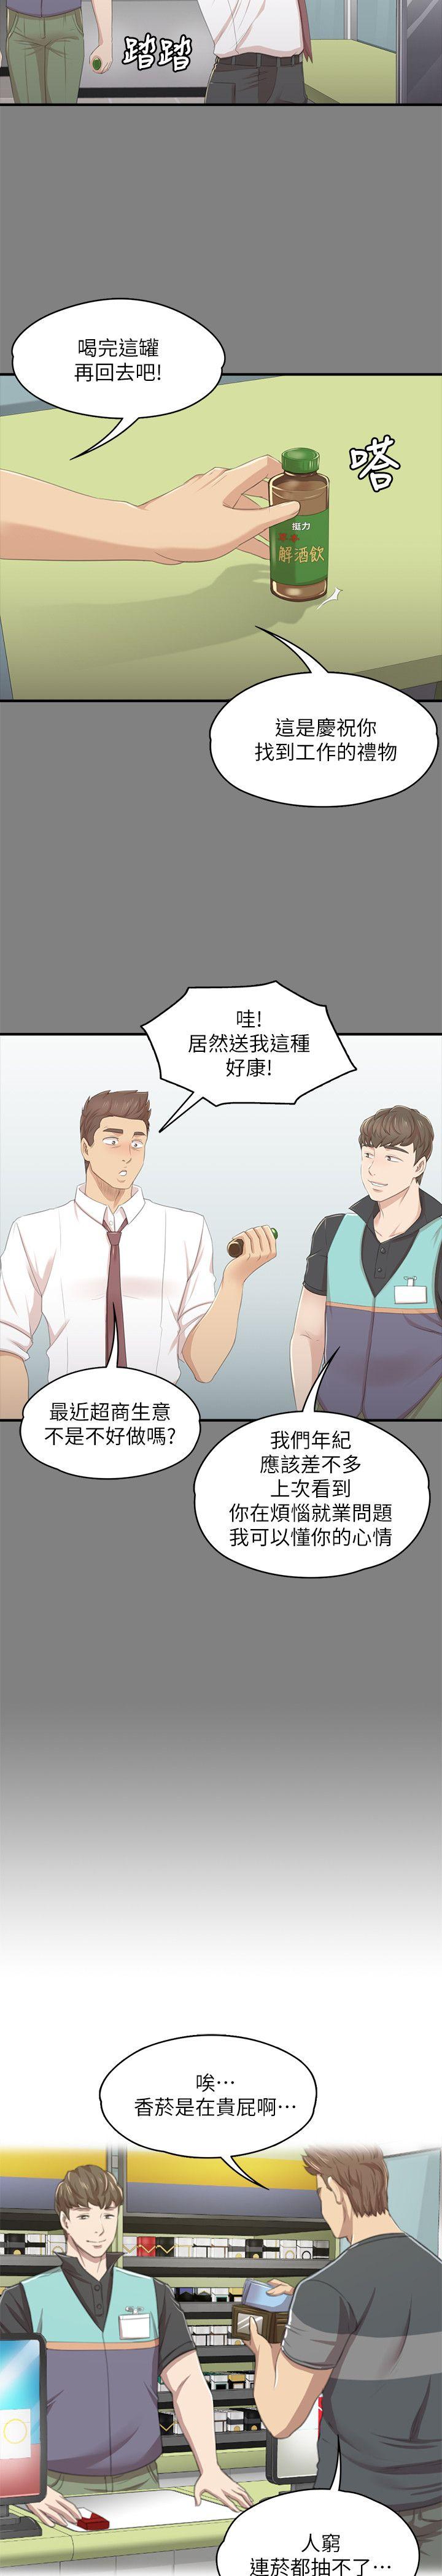 踏踏
喝完這罐
再回去吧!
嗒
挺力
草本
解酒飲
這是慶祝你
找到工作的禮物
哇!
居然送我這種
好康!
最近超商生意
不是不好做嗎?
我們年紀
應該差不多
上次看到
你在煩惱就業問題
我可以懂你的心情
唉…
香菸是在貴屁啊…
人窮
連菸都抽不了…